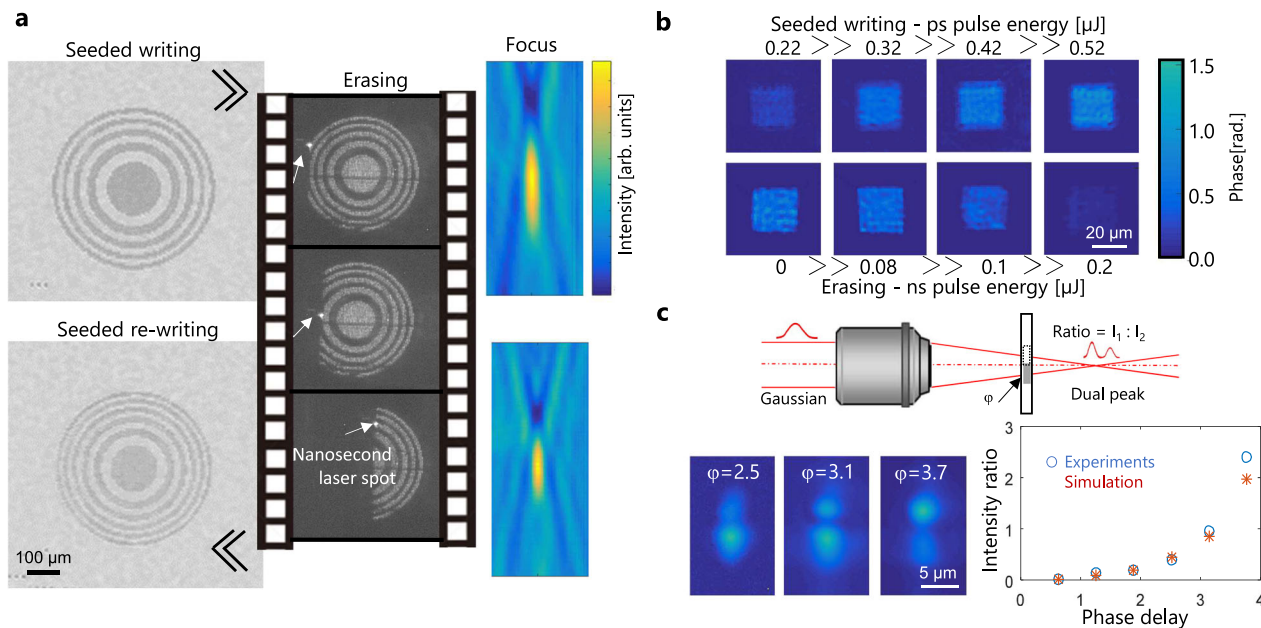 a
Seeded writing
Erasing
Focus
Intensity [arb. units]
Seeded re-writing
Nanosecond
laser spot
100 µm
b
Seeded writing - ps pulse energy [µJ]
0.22
0.32
0.42
0.52
1.5
1.0
0.5
0.0
Phase[rad.]
20 µm
0
0.08
0.1
0.2
Erasing - ns pulse energy [µJ]
c
Ratio = I₁ : I₂
Gaussian
φ
Dual peak
φ=2.5
φ=3.1
φ=3.7
5 µm
Intensity ratio
3
2
1
0
Experiments
Simulation
0 1 2 3 4
Phase delay